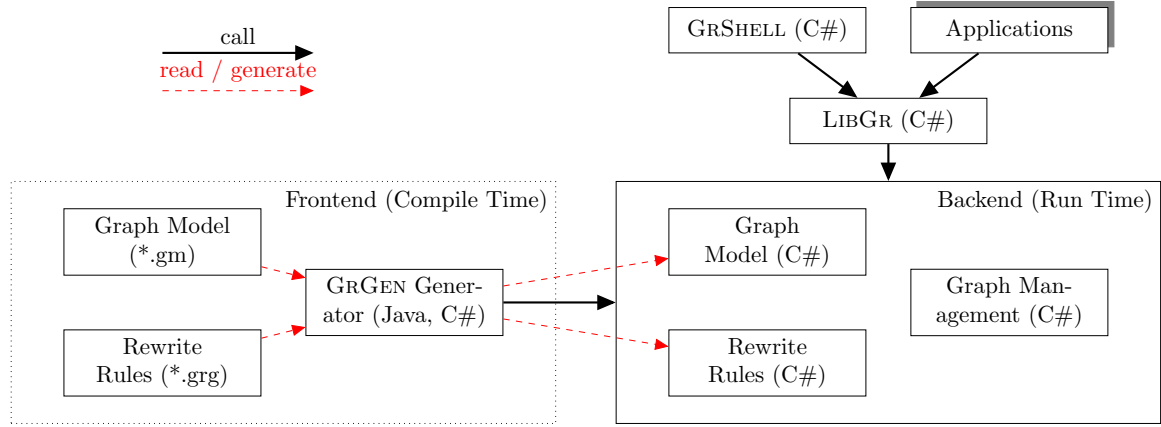 call
read / generate
GRSHELL (C#)
Applications
LIBGR (C#)
Frontend (Compile Time)
Graph Model
(*.gm)
GRGEN Gener-
ator (Java, C#)
Rewrite
Rules (*.grg)
Backend (Run Time)
Graph
Model (C#)
Graph Man-
agement (C#)
Rewrite
Rules (C#)